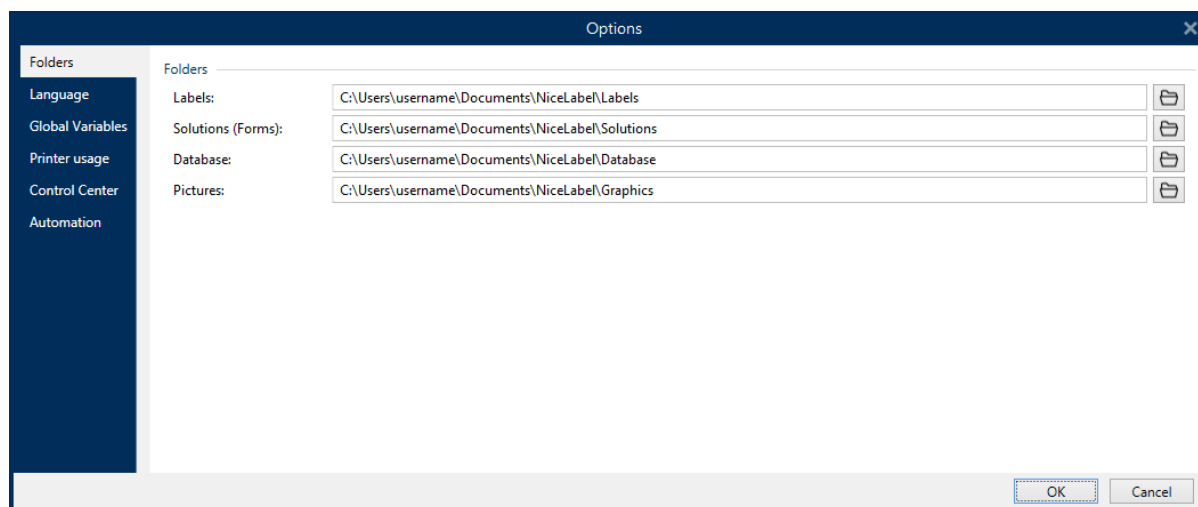 Options
Folders
Language
Global Variables
Printer usage
Control Center
Automation
Folders
Labels: C:\Users\username\Documents\NiceLabel\Labels
Solutions (Forms): C:\Users\username\Documents\NiceLabel\Solutions
Database: C:\Users\username\Documents\NiceLabel\Database
Pictures: C:\Users\username\Documents\NiceLabel\Graphics
OK Cancel